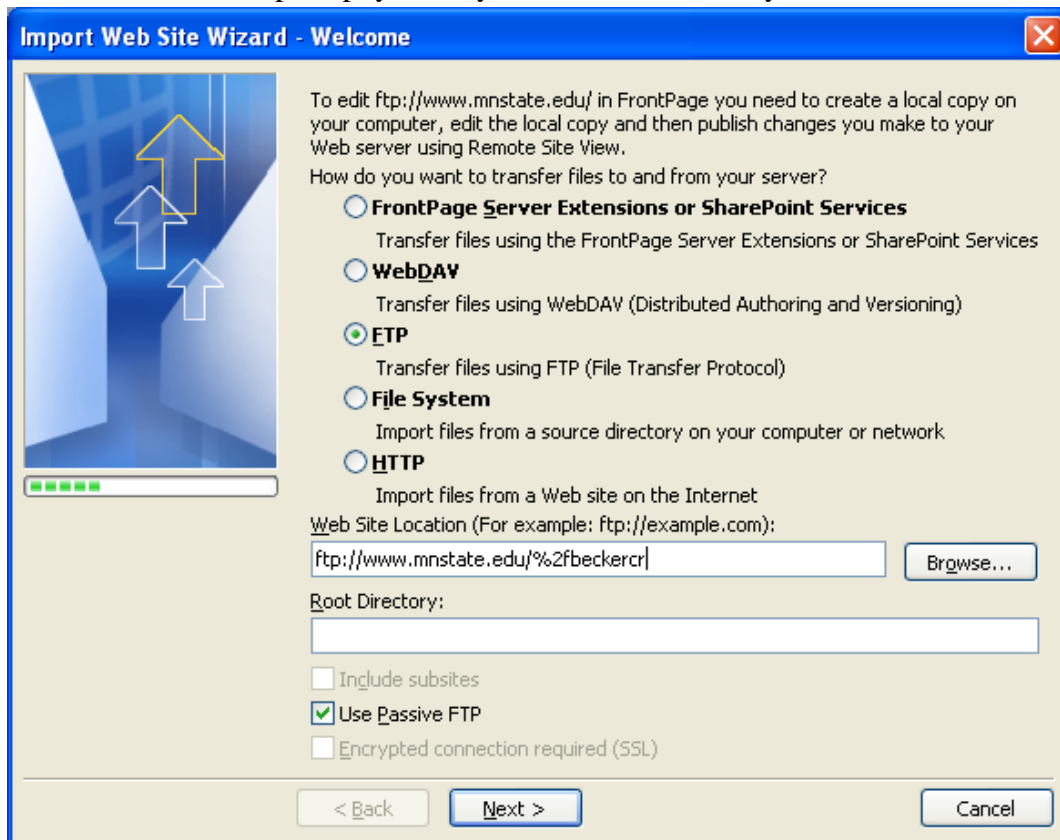 Import Web Site Wizard - Welcome
To edit ftp://www.mnstate.edu/ in FrontPage you need to create a local copy on
your computer, edit the local copy and then publish changes you make to your
Web server using Remote Site View.
How do you want to transfer files to and from your server?
FrontPage Server Extensions or SharePoint Services
Transfer files using the FrontPage Server Extensions or SharePoint Services
WebDAV
Transfer files using WebDAV (Distributed Authoring and Versioning)
FTP
Transfer files using FTP (File Transfer Protocol)
File System
Import files from a source directory on your computer or network
HTTP
Import files from a Web site on the Internet
Web Site Location (For example: ftp://example.com):
ftp://www.mnstate.edu/%2fbeckercr
Browse...
Root Directory:
Include subsites
Use Passive FTP
Encrypted connection required (SSL)
< Back
Next >
Cancel